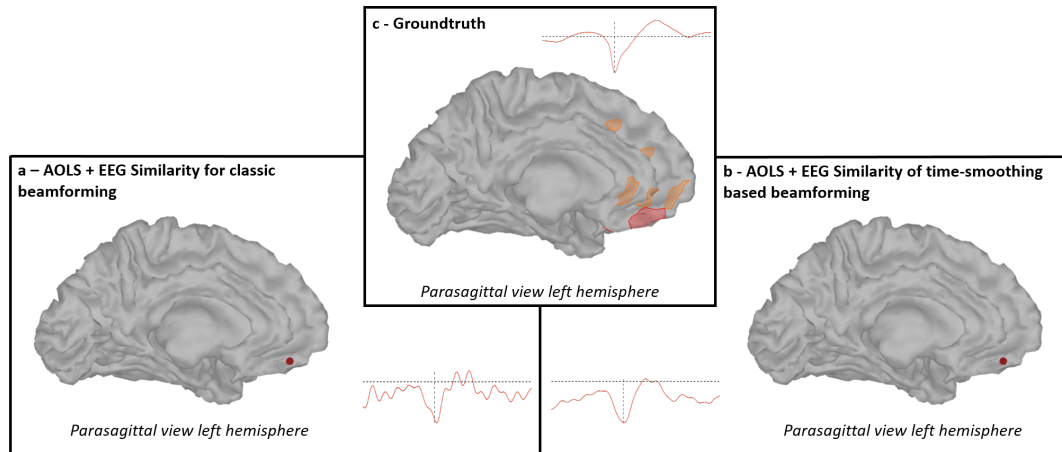 c - Groundtruth
Parasagittal view left hemisphere
a – AOLS + EEG Similarity for classic
beamforming
Parasagittal view left hemisphere
b - AOLS + EEG Similarity of time-smoothing
based beamforming
Parasagittal view left hemisphere